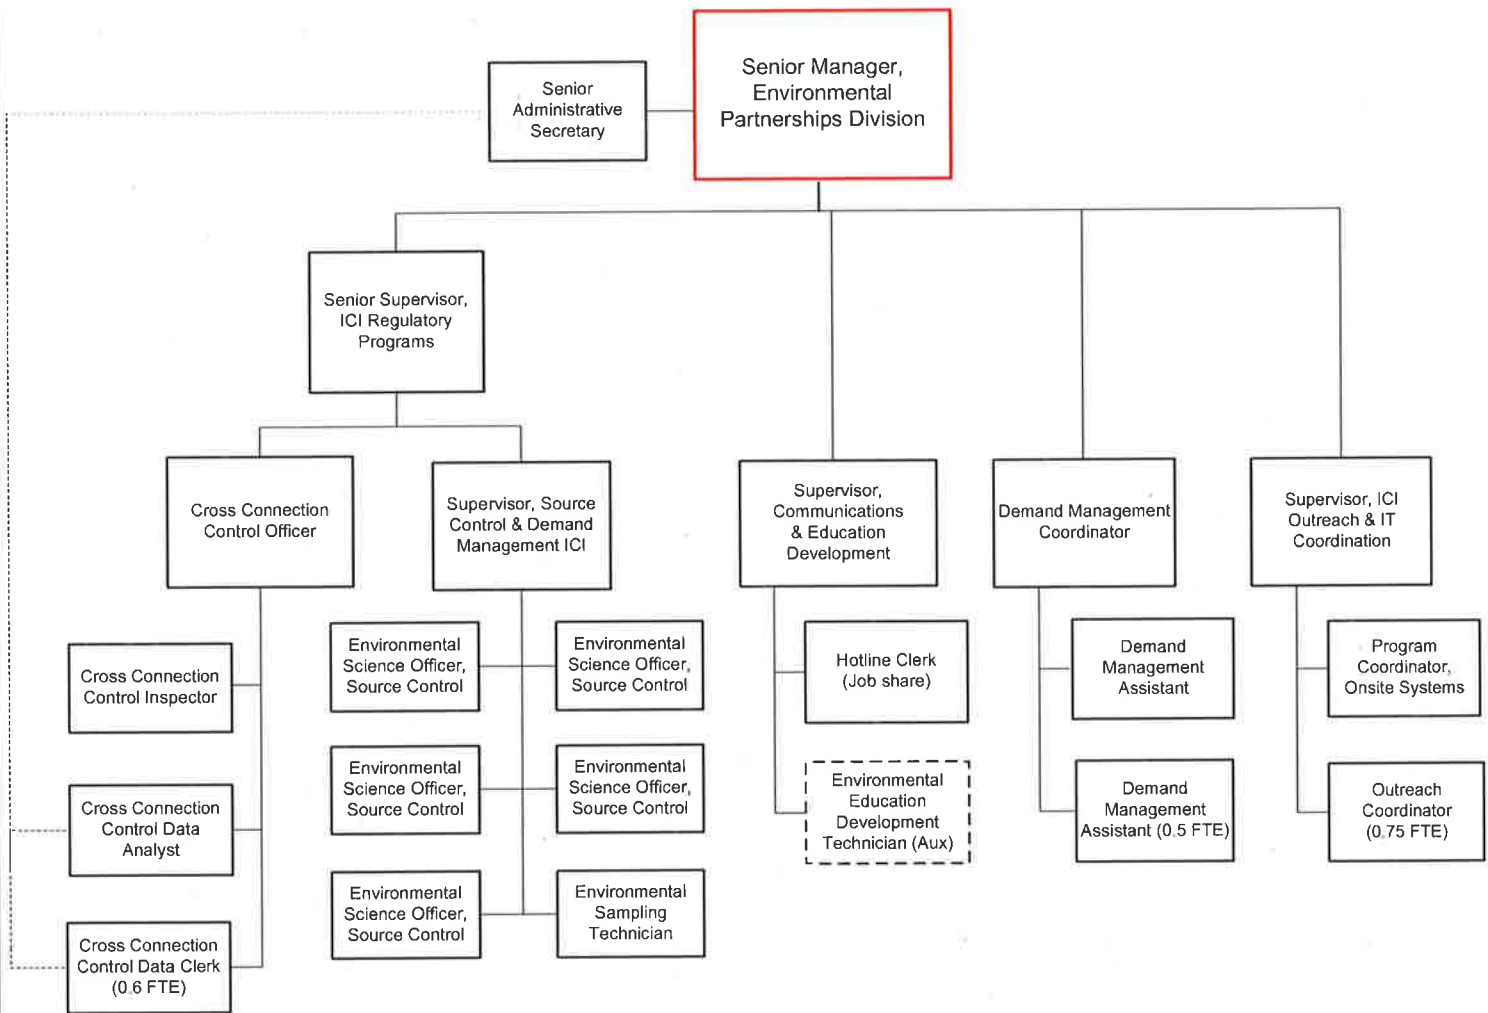 Senior Manager,
Environmental
Partnerships Division
Senior
Administrative
Secretary
Senior Supervisor,
ICI Regulatory
Programs
Cross Connection
Control Officer
Supervisor, Source
Control & Demand
Management ICI
Supervisor,
Communications
& Education
Development
Demand Management
Coordinator
Supervisor, ICI
Outreach & IT
Coordination
Cross Connection
Control Inspector
Cross Connection
Control Data
Analyst
Cross Connection
Control Data Clerk
(0.6 FTE)
Environmental
Science Officer,
Source Control
Environmental
Science Officer,
Source Control
Environmental
Science Officer,
Source Control
Environmental
Science Officer,
Source Control
Environmental
Science Officer,
Source Control
Environmental
Sampling
Technician
Hotline Clerk
(Job share)
Environmental
Education
Development
Technician (Aux)
Demand
Management
Assistant
Demand
Management
Assistant (0.5 FTE)
Program
Coordinator,
Onsite Systems
Outreach
Coordinator
(0.75 FTE)